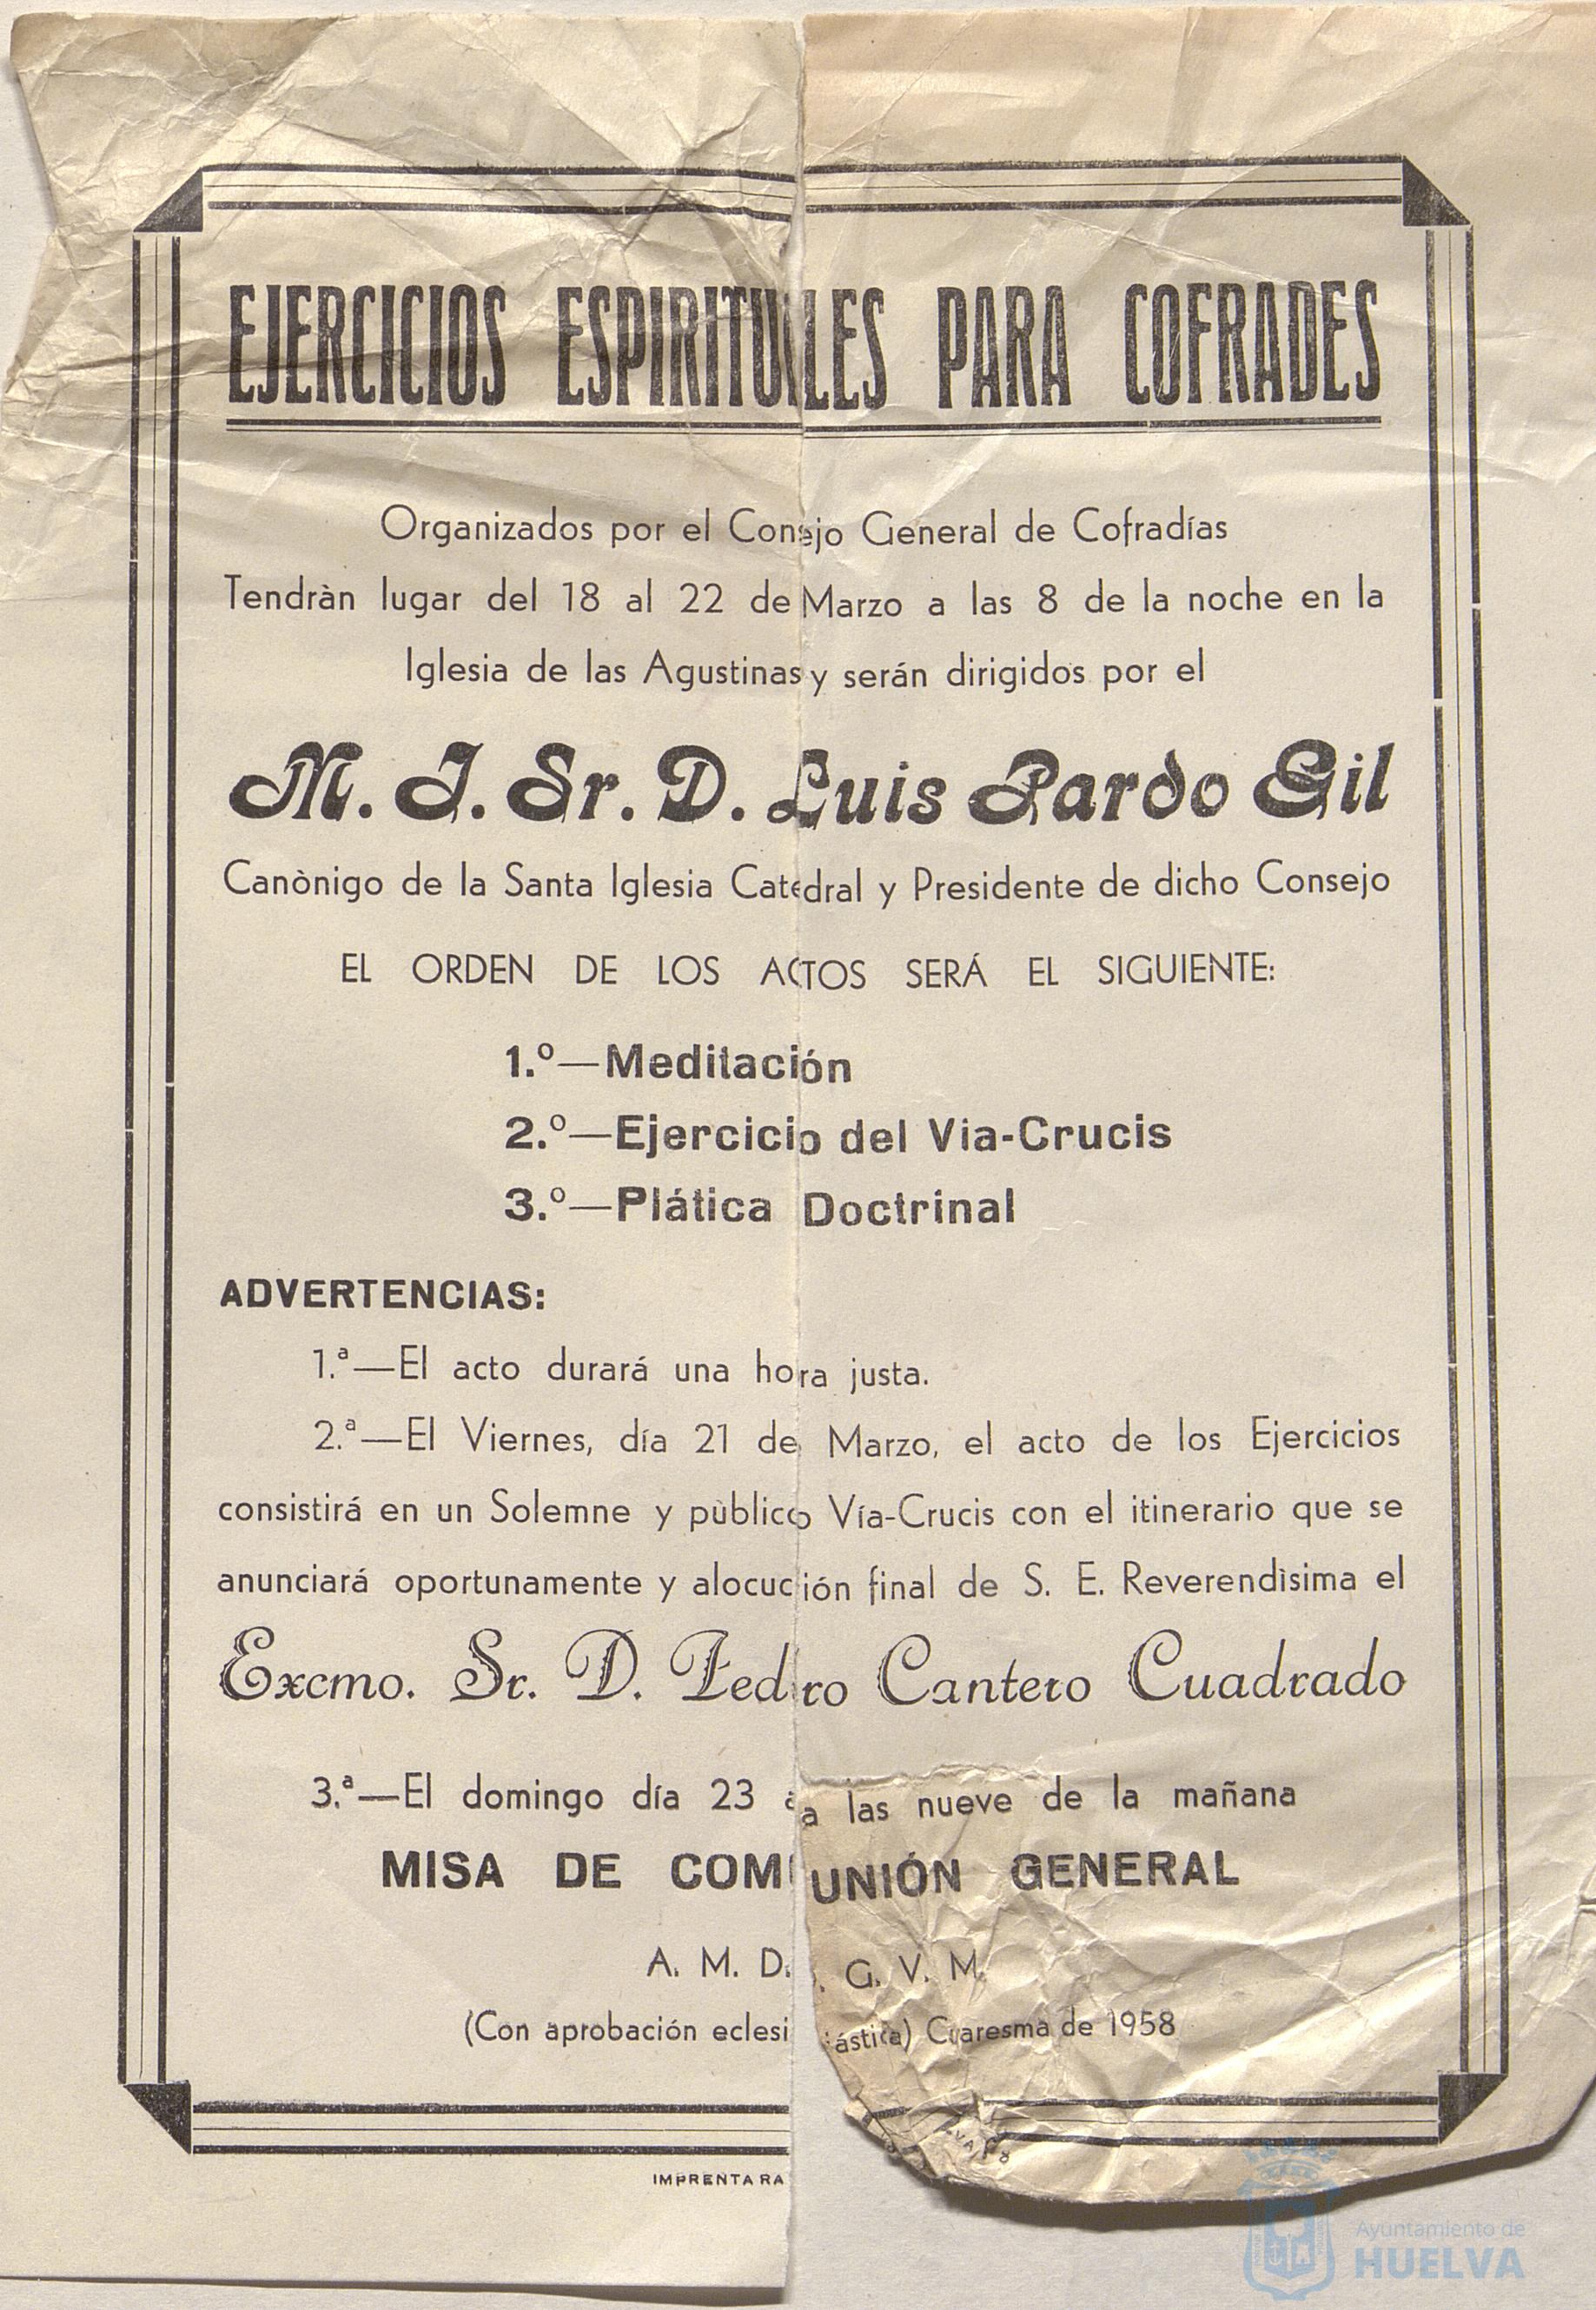 EJERCICIOS ESPIRITUALES PARA COFRADES
Organizados por el Consejo General de Cofradías
Tendràn lugar del 18 al 22 de Marzo a las 8 de la noche en la
Iglesia de las Agustinas y serán dirigidos por el
M. I. Sr. D. Luis Pardo Gil
Canònigo de la Santa Iglesia Catedral y Presidente de dicho Consejo
EL ORDEN DE LOS ACTOS SERÁ EL SIGUIENTE:
1.º—Meditación
2.º—Ejercicio del Via-Crucis
3.º—Plática Doctrinal
ADVERTENCIAS:
1.ª—El acto durará una hora justa.
2.ª—El Viernes, día 21 de Marzo, el acto de los Ejercicios
consistirá en un Solemne y pùblico Vía-Crucis con el itinerario que se
anunciará oportunamente y alocución final de S. E. Reverendìsima el
Excmo. Sr. D. Pedro Cantero Cuadrado
3.ª—El domingo día 23 a las nueve de la mañana
MISA DE COMUNIÓN GENERAL
A. M. D. G. V. M.
(Con aprobación eclesiástica) Cuaresma de 1958
IMPRENTA RA
Ayuntamiento de
HUELVA